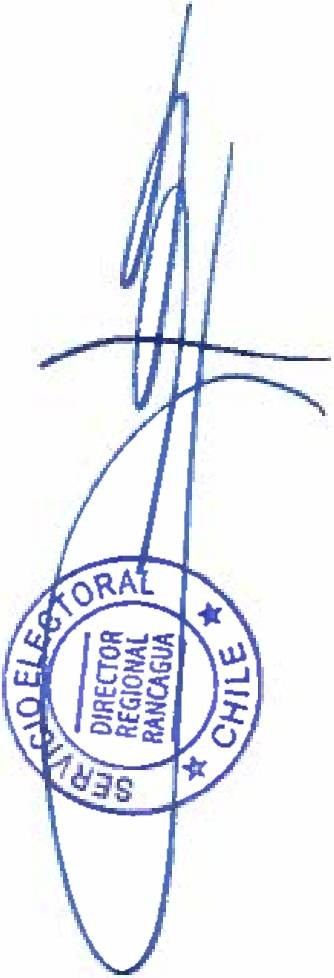 SERVICIO ELECTORAL
DIRECTOR
REGIONAL
RANCAGUA
★ CHILE ★